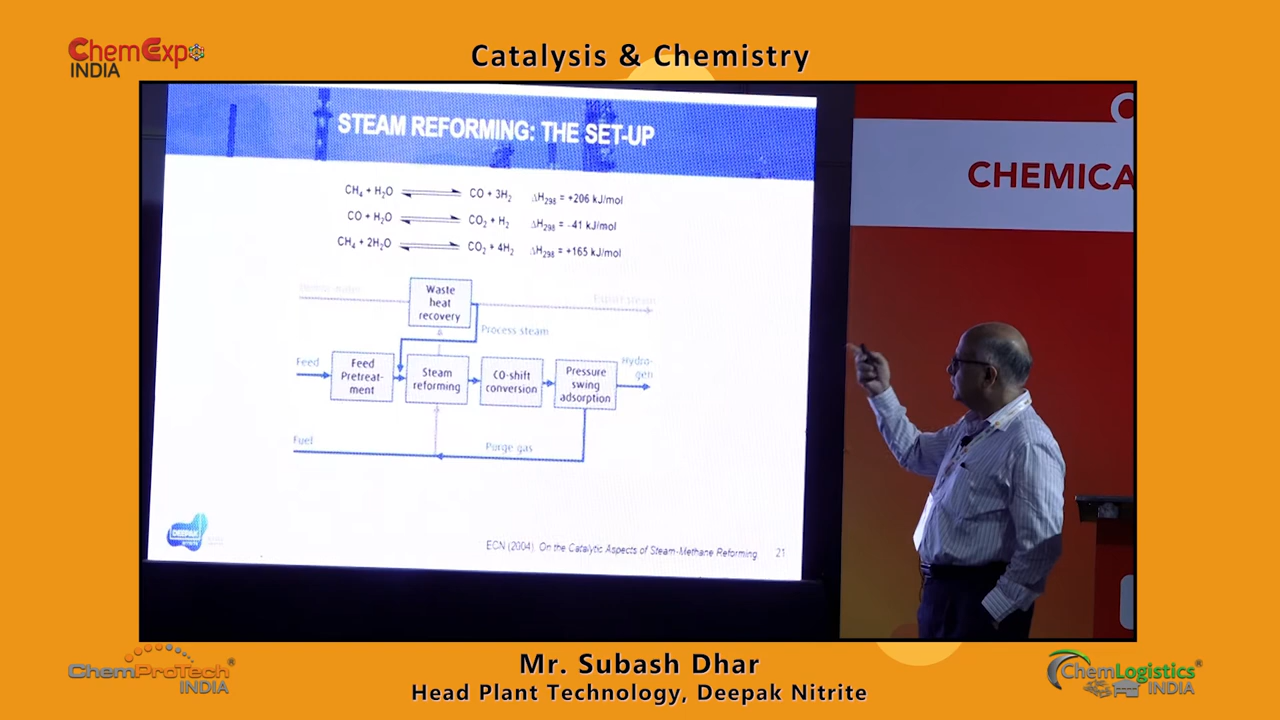 ChemExpo
INDIA
Catalysis & Chemistry
STEAM REFORMING: THE SET-UP
CH₄ + H₂O ⇌ CO + 3H₂ ΔH₂₉₈ = +206 kJ/mol
CO + H₂O ⇌ CO₂ + H₂ ΔH₂₉₈ = -41 kJ/mol
CH₄ + 2H₂O ⇌ CO₂ + 4H₂ ΔH₂₉₈ = +165 kJ/mol
Waste
heat
recovery
Export steam
Process steam
Feed
Feed
Pretreat-
ment
Steam
reforming
CO-shift
conversion
Pressure
swing
adsorption
Hydro-
gen
Fuel
Purge gas
DEEPAK
NITRITE
ECN (2004). On the Catalytic Aspects of Steam-Methane Reforming. 21
C
CHEMICA
ChemProTech®
INDIA
Mr. Subash Dhar
Head Plant Technology, Deepak Nitrite
ChemLogistics®
INDIA